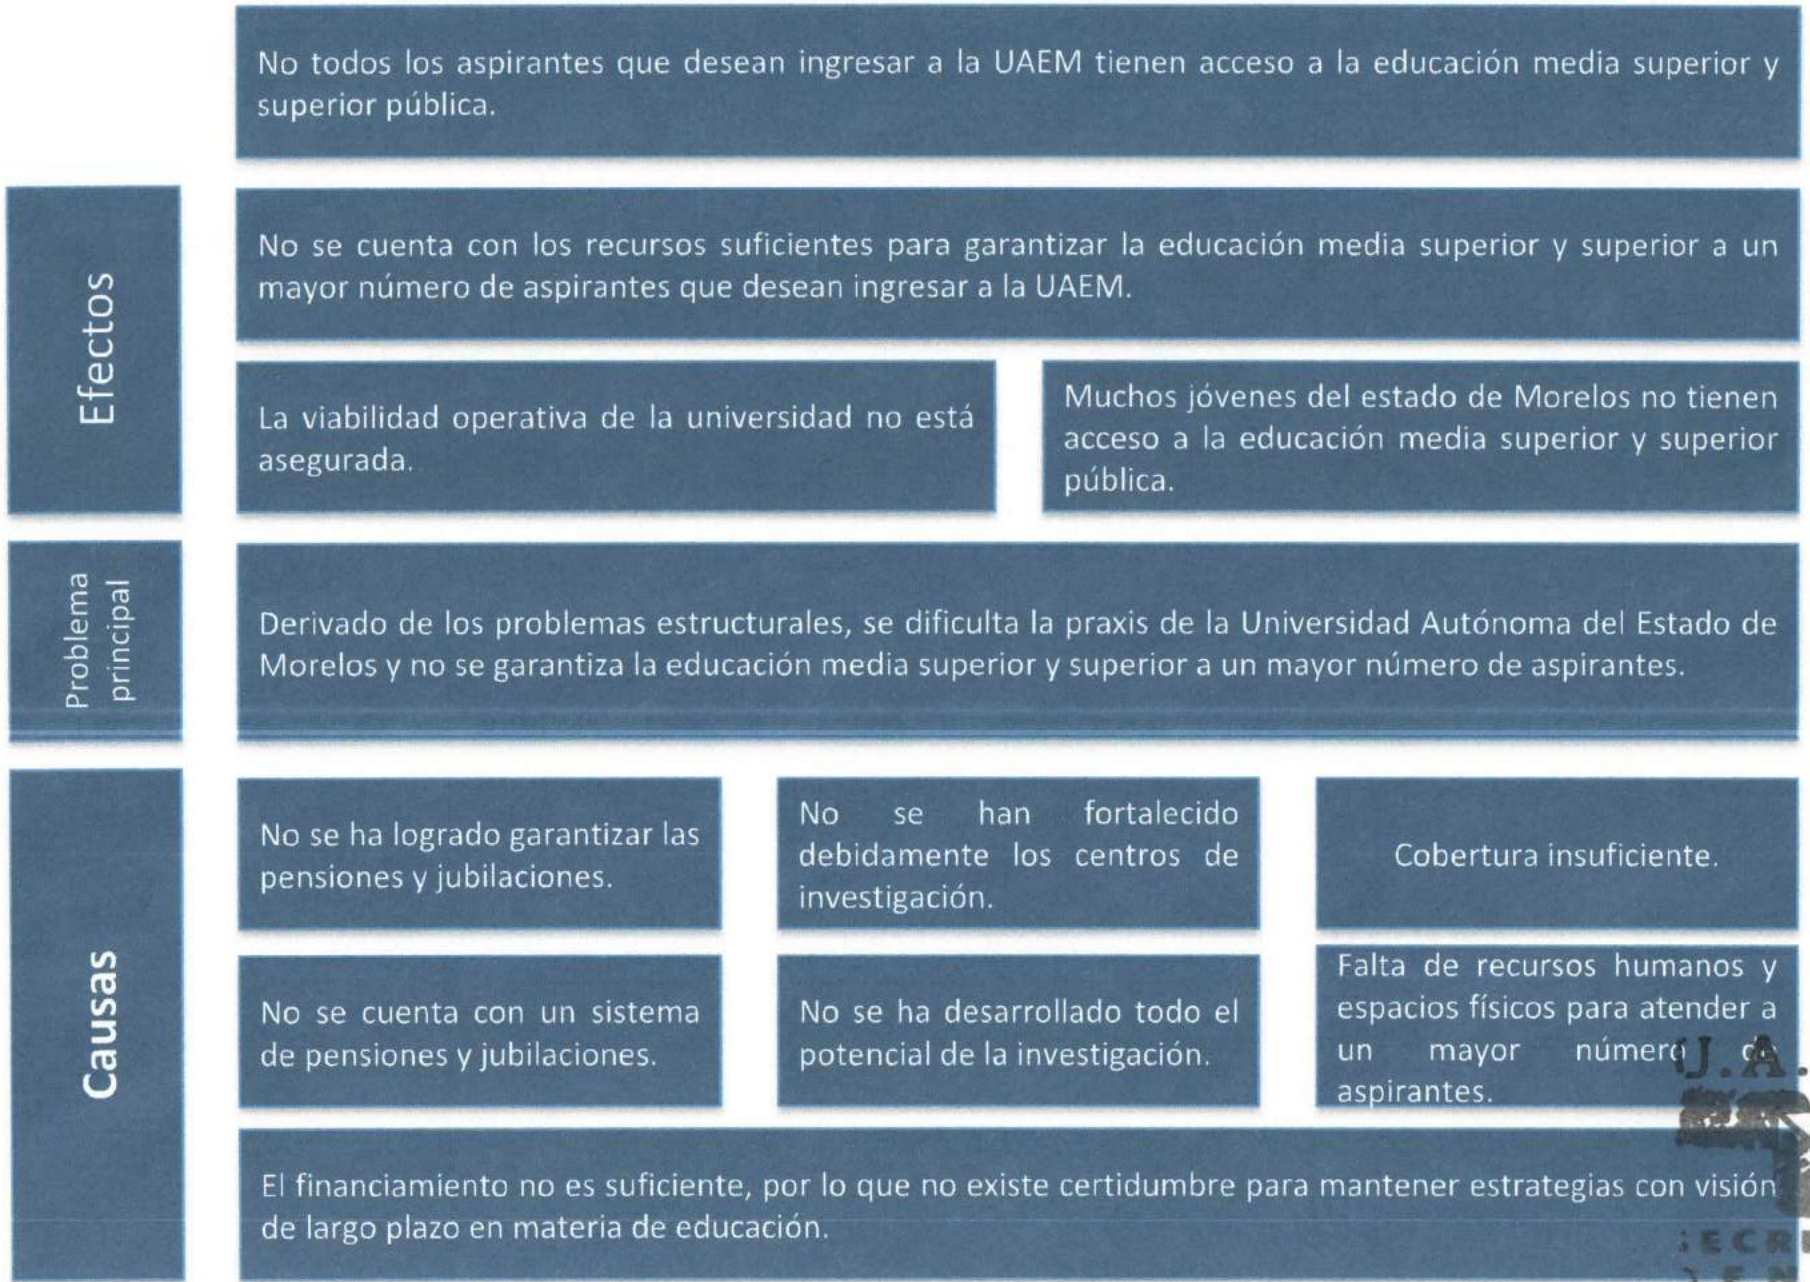 No todos los aspirantes que desean ingresar a la UAEM tienen acceso a la educación media superior y
superior pública.
Efectos
No se cuenta con los recursos suficientes para garantizar la educación media superior y superior a un
mayor número de aspirantes que desean ingresar a la UAEM.
La viabilidad operativa de la universidad no está
asegurada.
Muchos jóvenes del estado de Morelos no tienen
acceso a la educación media superior y superior
pública.
Problema
principal
Derivado de los problemas estructurales, se dificulta la praxis de la Universidad Autónoma del Estado de
Morelos y no se garantiza la educación media superior y superior a un mayor número de aspirantes.
Causas
No se ha logrado garantizar las
pensiones y jubilaciones.
No se han fortalecido
debidamente los centros de
investigación.
Cobertura insuficiente.
No se cuenta con un sistema
de pensiones y jubilaciones.
No se ha desarrollado todo el
potencial de la investigación.
Falta de recursos humanos y
espacios físicos para atender a
un mayor número de
aspirantes.
U.A.
El financiamiento no es suficiente, por lo que no existe certidumbre para mantener estrategias con visión
de largo plazo en materia de educación.